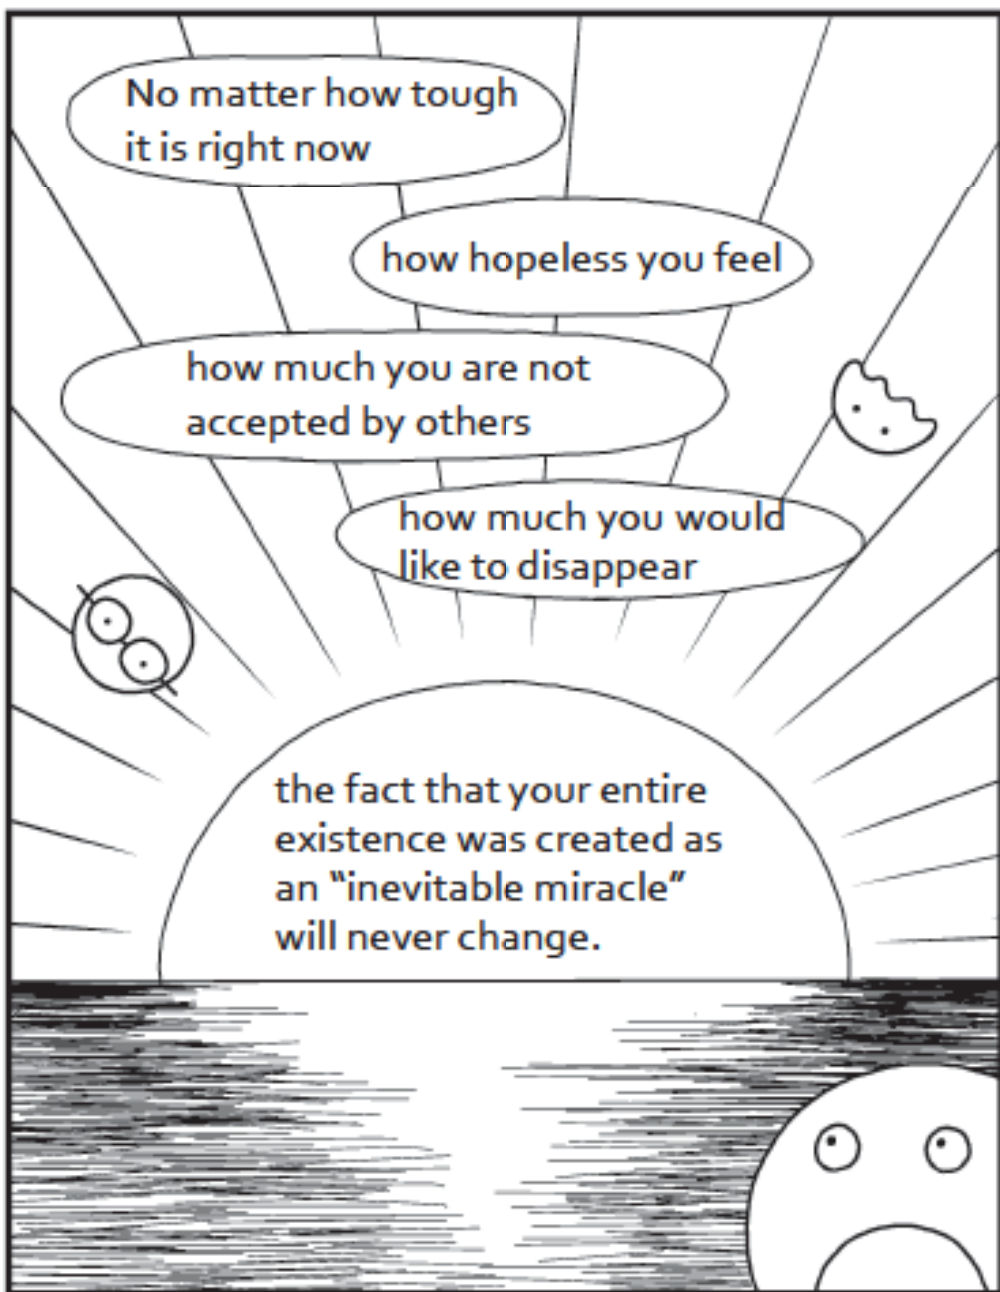 No matter how tough
it is right now
how hopeless you feel
how much you are not
accepted by others
how much you would
like to disappear
the fact that your entire
existence was created as
an “inevitable miracle”
will never change.